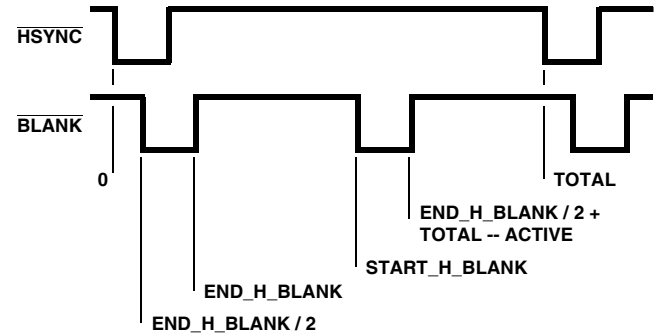 HSYNC
BLANK
0
TOTAL
END_H_BLANK / 2 +
TOTAL -- ACTIVE
START_H_BLANK
END_H_BLANK
END_H_BLANK / 2